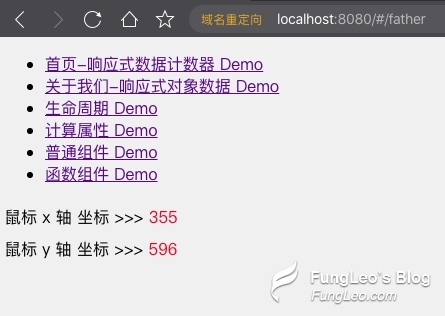 域名重定向 localhost:8080/#/father
首页-响应式数据计数器 Demo
关于我们-响应式对象数据 Demo
生命周期 Demo
计算属性 Demo
普通组件 Demo
函数组件 Demo
鼠标 x 轴 坐标 >>> 355
鼠标 y 轴 坐标 >>> 596
FungLeo's Blog
FungLeo.com